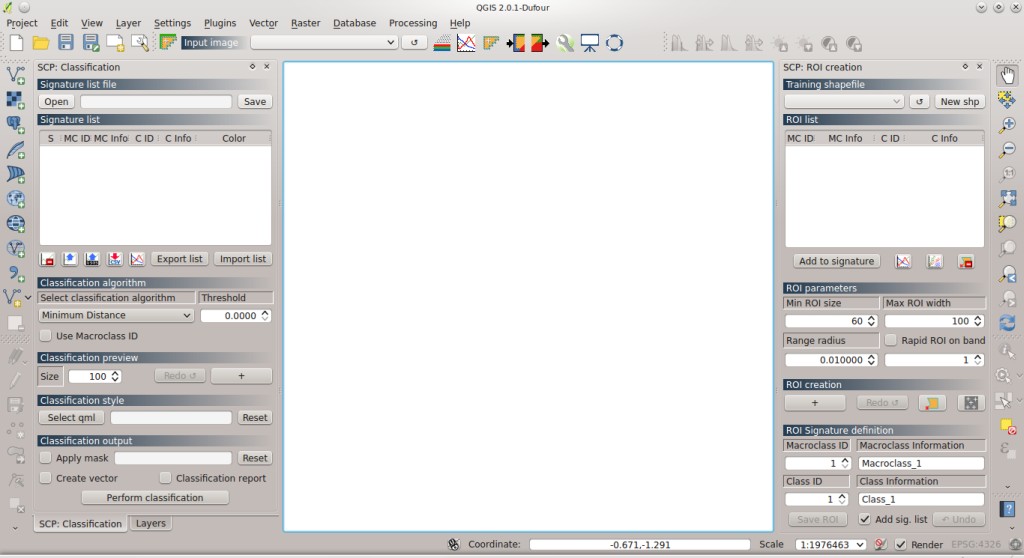 QGIS 2.0.1-Dufour
Project Edit View Layer Settings Plugins Vector Raster Database Processing Help
Input image
SCP: Classification
Signature list file
Open Save
Signature list
S MC ID MC Info C ID C Info Color
Export list Import list
Classification algorithm
Select classification algorithm Threshold
Minimum Distance 0.0000
Use Macroclass ID
Classification preview
Size 100 Redo ↺ +
Classification style
Select qml Reset
Classification output
Apply mask Reset
Create vector Classification report
Perform classification
SCP: Classification Layers
SCP: ROI creation
Training shapefile
New shp
ROI list
MC ID MC Info C ID C Info
Add to signature
ROI parameters
Min ROI size Max ROI width
60 100
Range radius Rapid ROI on band
0.010000 1
ROI creation
+ Redo ↺
ROI Signature definition
Macroclass ID Macroclass Information
1 Macroclass_1
Class ID Class Information
1 Class_1
Save ROI Add sig. list ↶ Undo
Coordinate: -0.671,-1.291 Scale 1:1976463 Render EPSG:4326